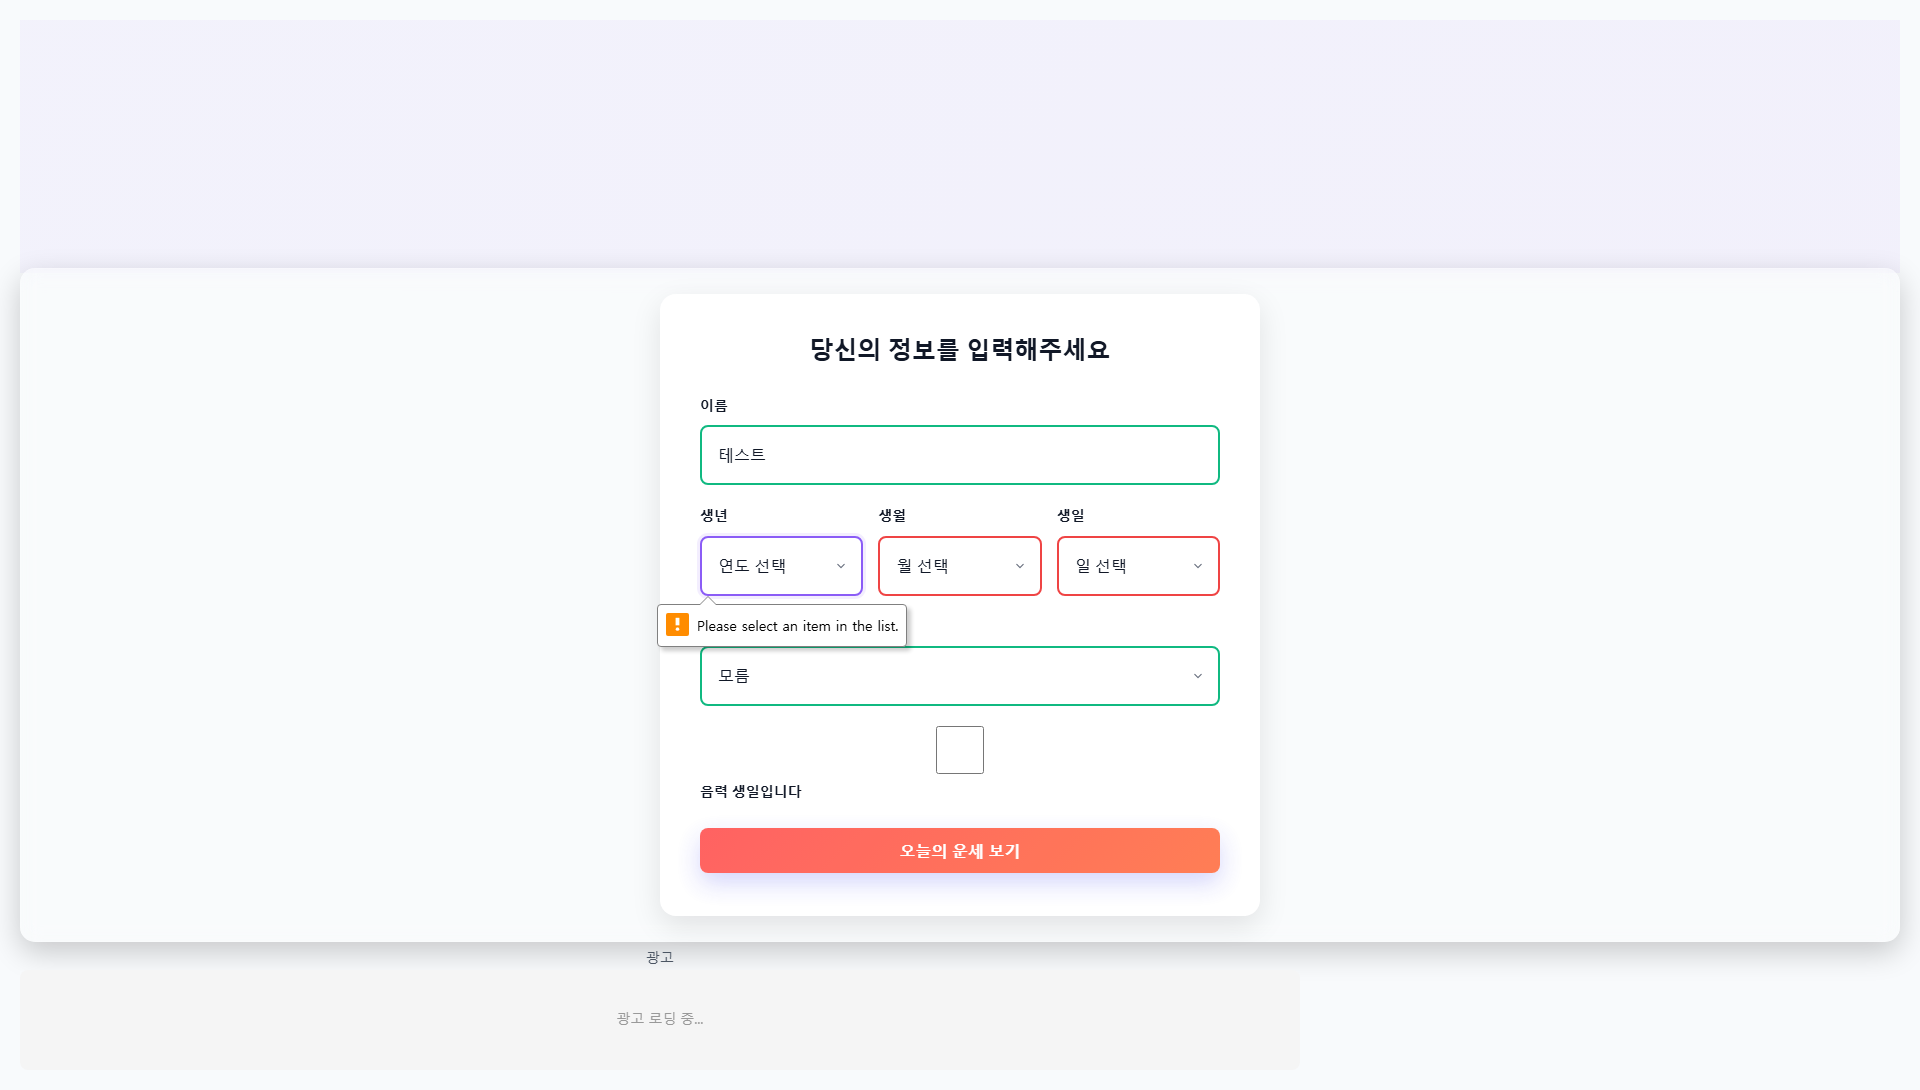 당신의 정보를 입력해주세요
이름
테스트
생년 생월 생일
연도 선택 월 선택 일 선택
Please select an item in the list.
모름
음력 생일입니다
오늘의 운세 보기
광고
광고 로딩 중...